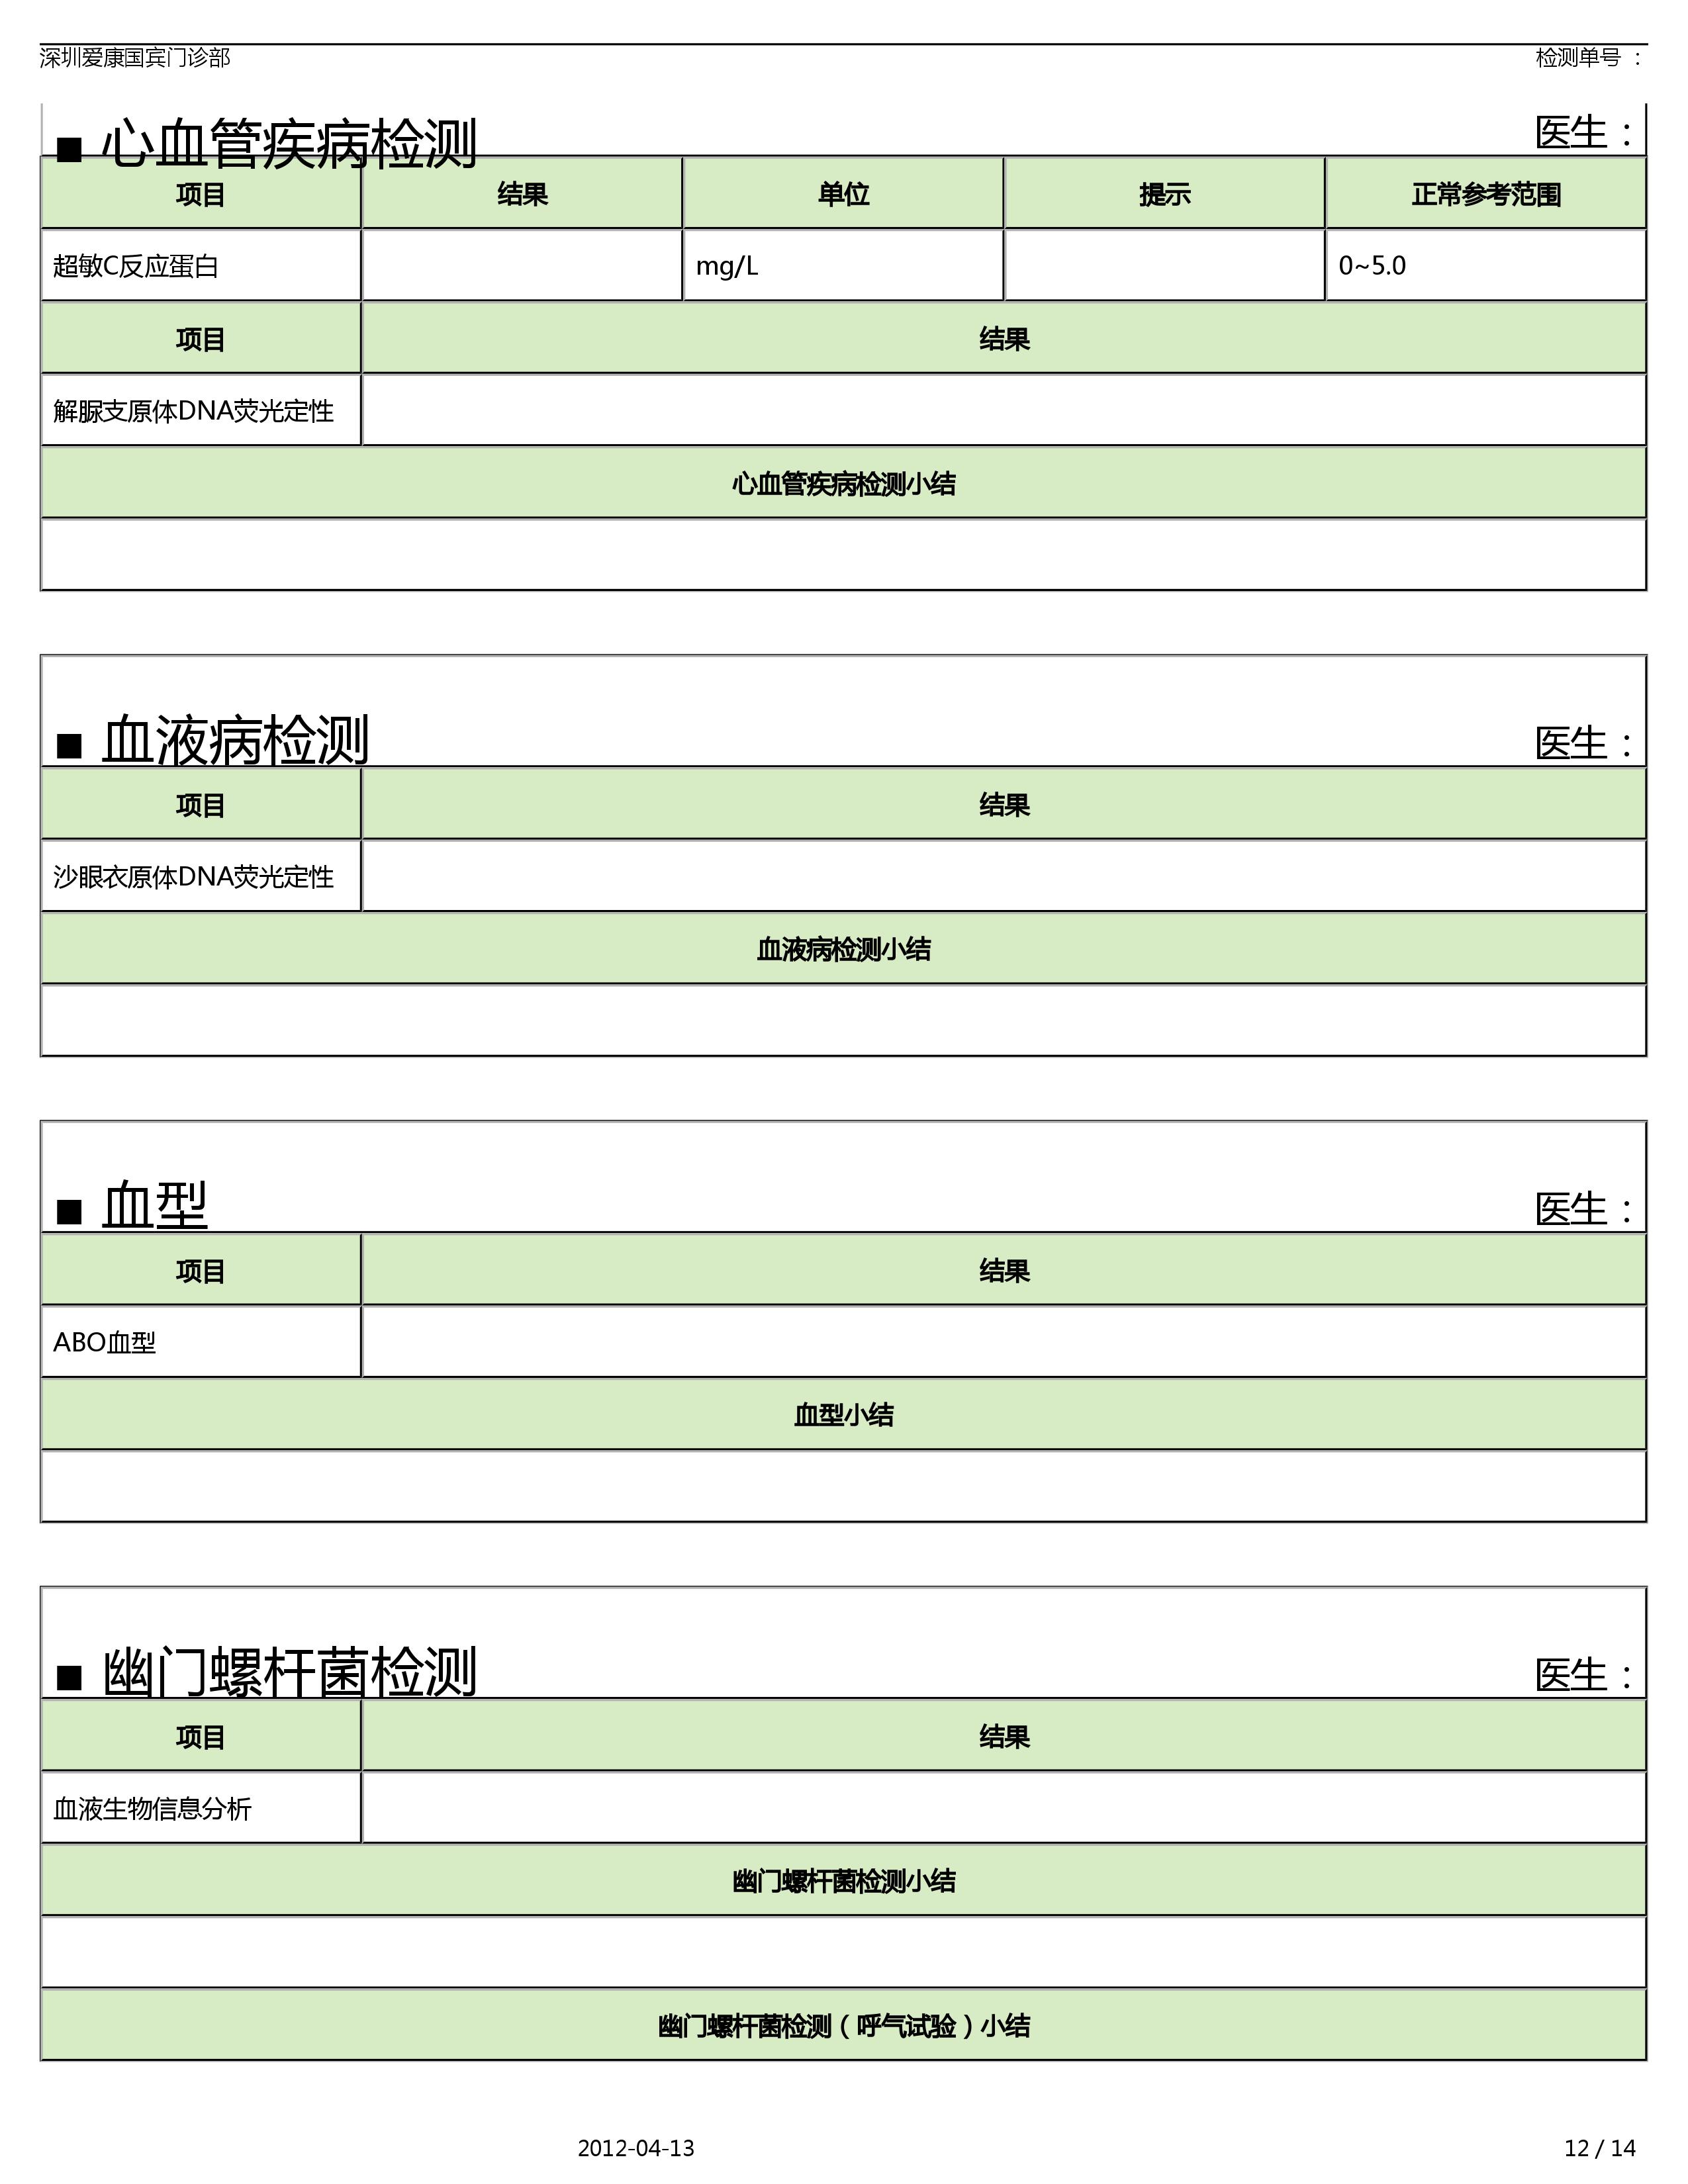 深圳爱康国宾门诊部 检测单号 ：
■ 心血管疾病检测 医生：
项目 结果 单位 提示 正常参考范围
超敏C反应蛋白 mg/L 0~5.0
项目 结果
解脲支原体DNA荧光定性
心血管疾病检测小结
■ 血液病检测 医生：
项目 结果
沙眼衣原体DNA荧光定性
血液病检测小结
■ 血型 医生：
项目 结果
ABO血型
血型小结
■ 幽门螺杆菌检测 医生：
项目 结果
血液生物信息分析
幽门螺杆菌检测小结
幽门螺杆菌检测（呼气试验）小结
2012-04-13 12 / 14